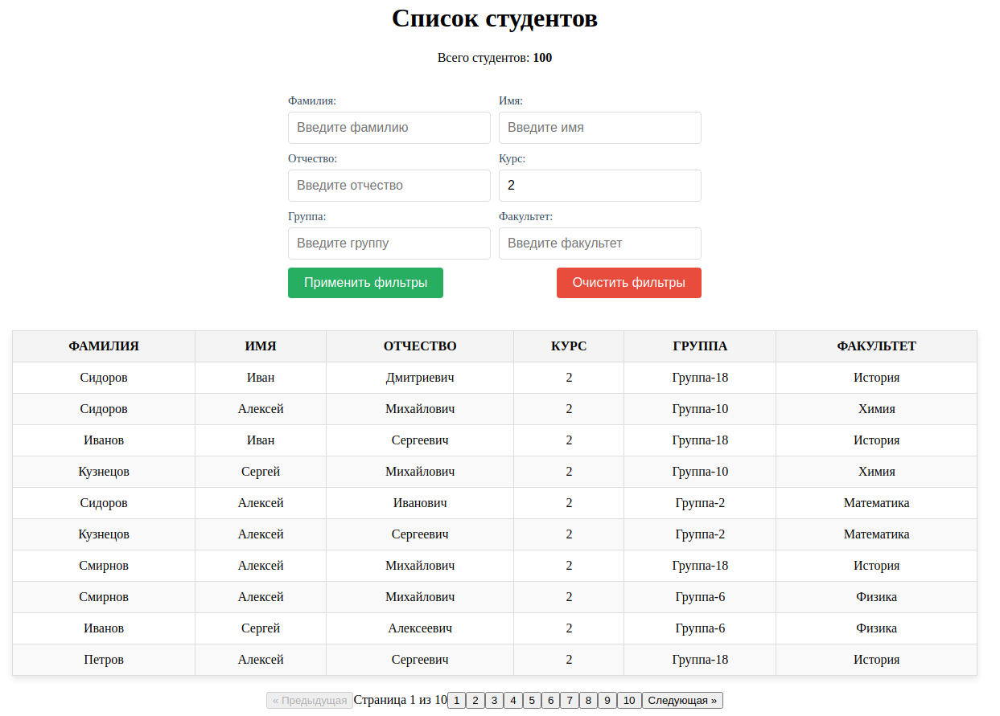 Список студентов
Всего студентов: 100
Фамилия: Имя:
Введите фамилию Введите имя
Отчество: Курс:
Введите отчество 2
Группа: Факультет:
Введите группу Введите факультет
Применить фильтры Очистить фильтры
ФАМИЛИЯ ИМЯ ОТЧЕСТВО КУРС ГРУППА ФАКУЛЬТЕТ
Сидоров Иван Дмитриевич 2 Группа-18 История
Сидоров Алексей Михайлович 2 Группа-10 Химия
Иванов Иван Сергеевич 2 Группа-18 История
Кузнецов Сергей Михайлович 2 Группа-10 Химия
Сидоров Алексей Иванович 2 Группа-2 Математика
Кузнецов Алексей Сергеевич 2 Группа-2 Математика
Смирнов Алексей Михайлович 2 Группа-18 История
Смирнов Алексей Михайлович 2 Группа-6 Физика
Иванов Сергей Алексеевич 2 Группа-6 Физика
Петров Алексей Сергеевич 2 Группа-18 История
« Предыдущая Страница 1 из 10 1 2 3 4 5 6 7 8 9 10 Следующая »